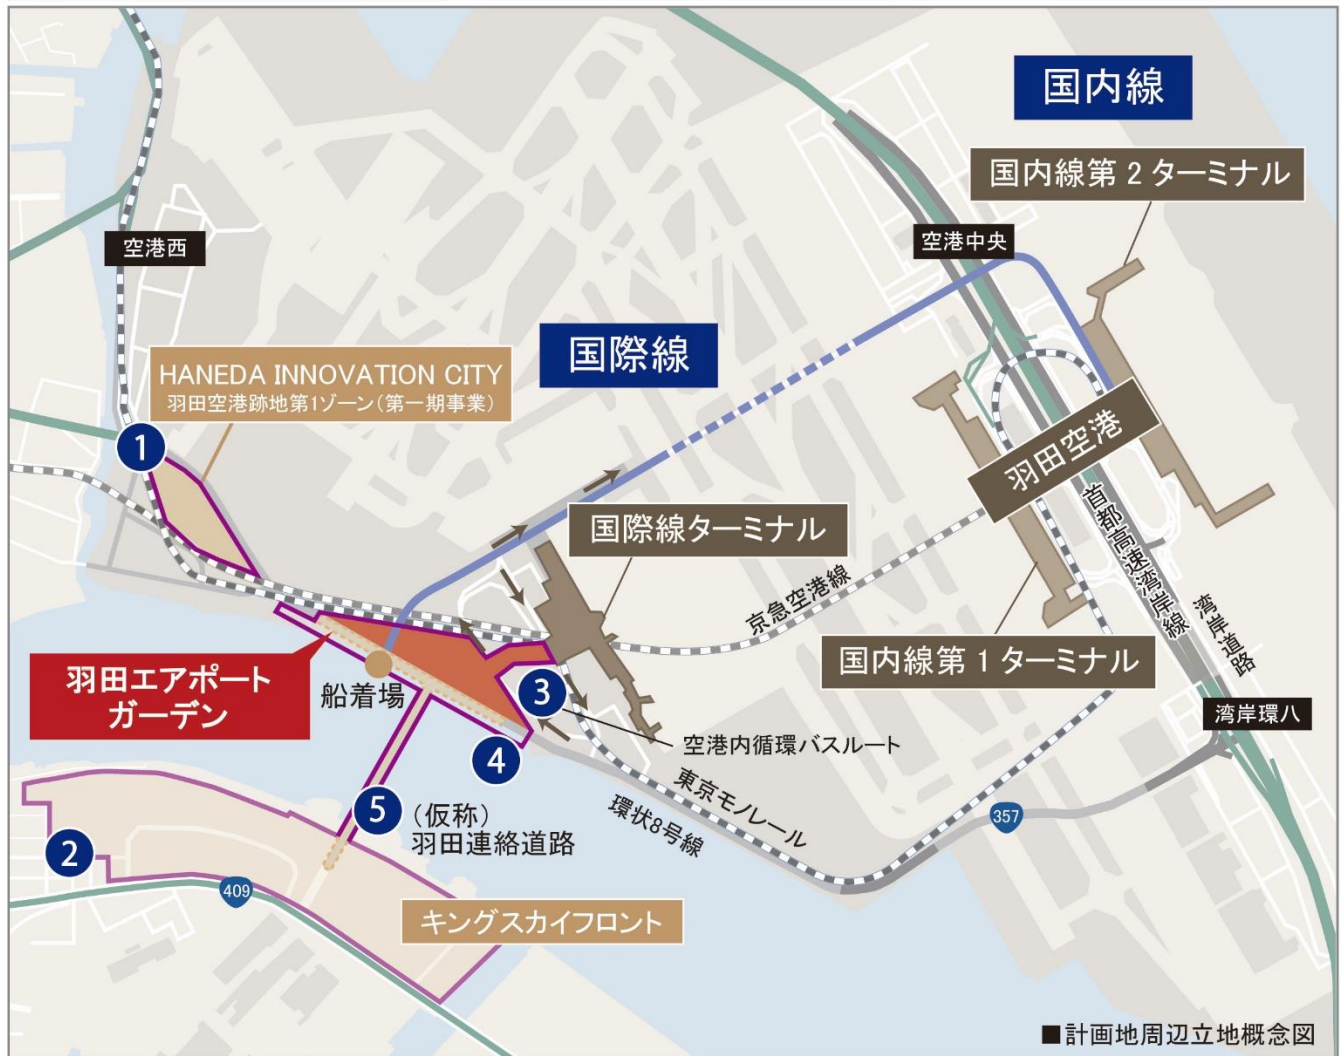 国内線
国内線第2ターミナル
空港中央
空港西
国際線
HANEDA INNOVATION CITY
羽田空港跡地第1ゾーン(第一期事業)
1
羽田空港
国際線ターミナル
京急空港線
首都高速湾岸線
湾岸道路
国内線第1ターミナル
羽田エアポート
ガーデン
船着場
3
湾岸環八
空港内循環バスルート
4
東京モノレール
環状8号線
357
5
(仮称)
羽田連絡道路
2
409
キングスカイフロント
■計画地周辺立地概念図